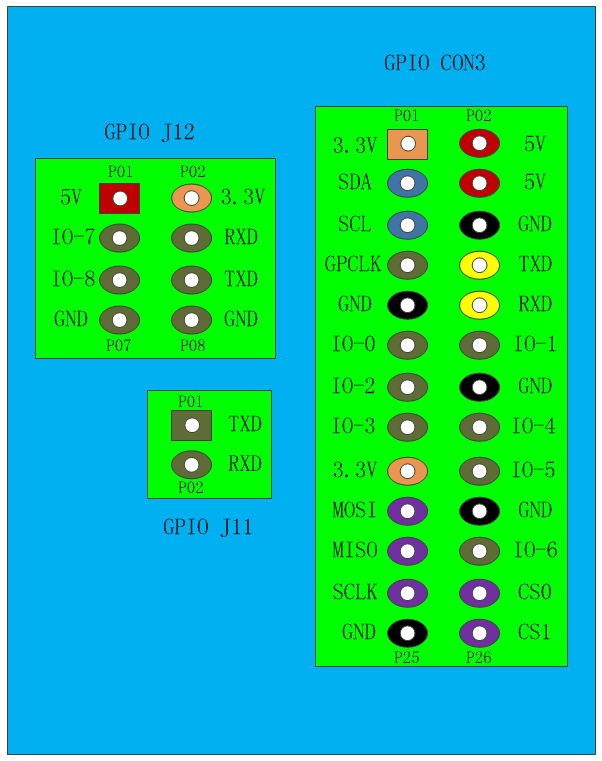 GPIO CON3
P01 P02
3.3V 5V
SDA 5V
SCL GND
GPCLK TXD
GND RXD
IO-0 IO-1
IO-2 GND
IO-3 IO-4
3.3V IO-5
MOSI GND
MISO IO-6
SCLK CS0
GND CS1
P25 P26
GPIO J12
P01 P02
5V 3.3V
IO-7 RXD
IO-8 TXD
GND GND
P07 P08
P01
TXD
RXD
P02
GPIO J11